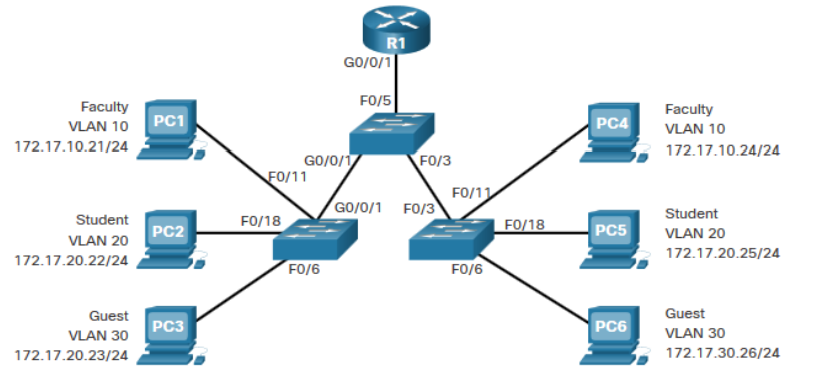 R1
G0/0/1
F0/5
Faculty
VLAN 10
172.17.10.21/24
PC1
PC4
Faculty
VLAN 10
172.17.10.24/24
G0/0/1
F0/3
F0/11
F0/11
Student
VLAN 20
172.17.20.22/24
PC2
F0/18
G0/0/1
F0/3
F0/18
PC5
Student
VLAN 20
172.17.20.25/24
F0/6
F0/6
Guest
VLAN 30
172.17.20.23/24
PC3
PC6
Guest
VLAN 30
172.17.30.26/24